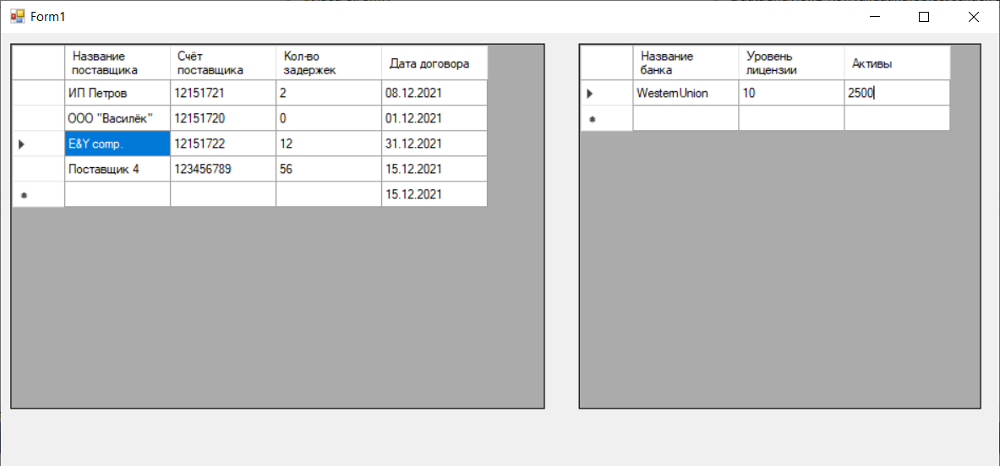 Form1
Название поставщика Счёт поставщика Кол-во задержек Дата договора
ИП Петров 12151721 2 08.12.2021
ООО "Василёк" 12151720 0 01.12.2021
E&Y comp. 12151722 12 31.12.2021
Поставщик 4 123456789 56 15.12.2021
15.12.2021
Название банка Уровень лицензии Активы
WesternUnion 10 2500